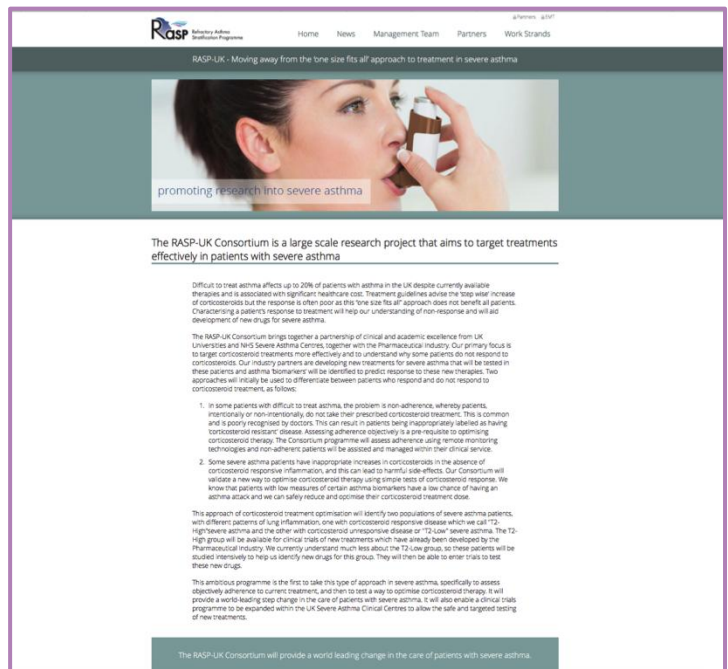 Partners
Rasp Refractory Asthma
Stratification Programme
Home News Management Team Partners Work Strands
RASP-UK - Moving away from the 'one size fits all' approach to treatment in severe asthma
promoting research into severe asthma
The RASP-UK Consortium is a large scale research project that aims to target treatments
effectively in patients with severe asthma
Difficult to treat asthma affects up to 20% of patients with asthma in the UK despite currently available
therapies and is associated with significant healthcare cost. Treatment guidelines advise the 'step wise' increase
of corticosteroids but the response is often poor as this "one size fits all" approach does not benefit all patients.
Characterising a patient's response to treatment will help our understanding of non-response and will aid
development of new drugs for severe asthma.
The RASP-UK Consortium brings together a partnership of clinical and academic excellence from UK
Universities and NHS Severe Asthma Centres, together with the Pharmaceutical Industry. Our primary focus is
to target corticosteroid treatments more effectively and to understand why some patients do not respond to
corticosteroids. Our industry partners are developing new treatments for severe asthma that will be tested in
these patients and asthma 'biomarkers' will be identified to predict response to these new therapies. Two
approaches will initially be used to differentiate between patients who respond and do not respond to
corticosteroid treatment, as follows:
1. In some patients with difficult to treat asthma, the problem is non-adherence, whereby patients,
intentionally or non-intentionally, do not take their prescribed corticosteroid treatment. This is common
and is poorly recognised by doctors. This can result in patients being inappropriately labelled as having
'corticosteroid resistant' disease. Assessing adherence objectively is a pre-requisite to optimising
corticosteroid therapy. The Consortium programme will assess adherence using remote monitoring
technologies and non-adherent patients will be assisted and managed within their clinical service.
2. Some severe asthma patients have inappropriate increases in corticosteroids in the absence of
corticosteroid responsive inflammation, and this can lead to harmful side-effects. Our Consortium will
validate a new way to optimise corticosteroid therapy using simple tests of corticosteroid response. We
know that patients with low measures of certain asthma biomarkers have a low chance of having an
asthma attack and we can safely reduce and optimise their corticosteroid treatment dose.
This approach of corticosteroid treatment optimisation will identify two populations of severe asthma patients,
with different patterns of lung inflammation, one with corticosteroid responsive disease which we call "T2-
High"severe asthma and the other with corticosteroid unresponsive disease or "T2-Low" severe asthma. The T2-
High group will be available for clinical trials of new treatments which have already been developed by the
Pharmaceutical Industry. We currently understand much less about the T2-Low group, so these patients will be
studied intensively to help us identify new drugs for this group. They will then be able to enter trials to test
these new drugs.
This ambitious programme is the first to take this type of approach in severe asthma, specifically to assess
objectively adherence to current treatment, and then to test a way to optimise corticosteroid therapy. It will
provide a world-leading step change in the care of patients with severe asthma. It will also enable a clinical trials
programme to be expanded within the UK Severe Asthma Clinical Centres to allow the safe and targeted testing
of new treatments.
The RASP-UK Consortium will provide a world leading change in the care of patients with severe asthma.